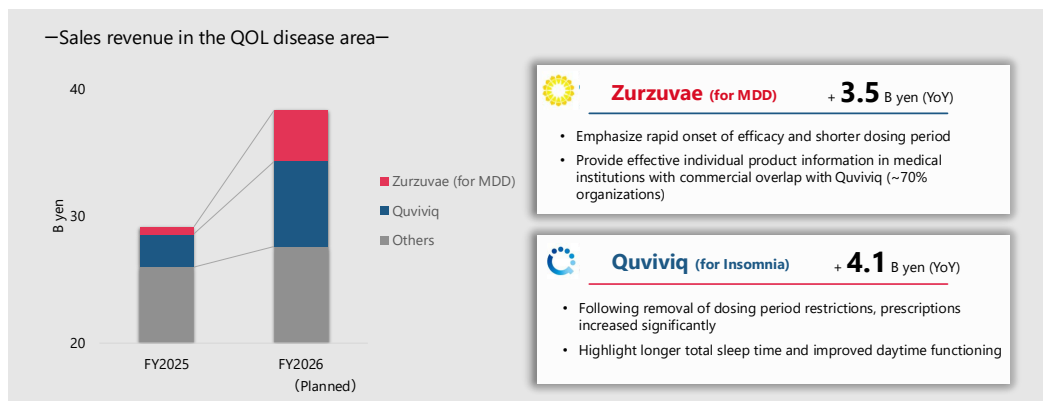 —Sales revenue in the QOL disease area—
40
30
20
B yen
FY2025
FY2026
(Planned)
Zurzuvae (for MDD)
Quviviq
Others
Zurzuvae (for MDD) + 3.5 B yen (YoY)
• Emphasize rapid onset of efficacy and shorter dosing period
• Provide effective individual product information in medical
institutions with commercial overlap with Quviviq (~70%
organizations)
Quviviq (for Insomnia) + 4.1 B yen (YoY)
• Following removal of dosing period restrictions, prescriptions
increased significantly
• Highlight longer total sleep time and improved daytime functioning